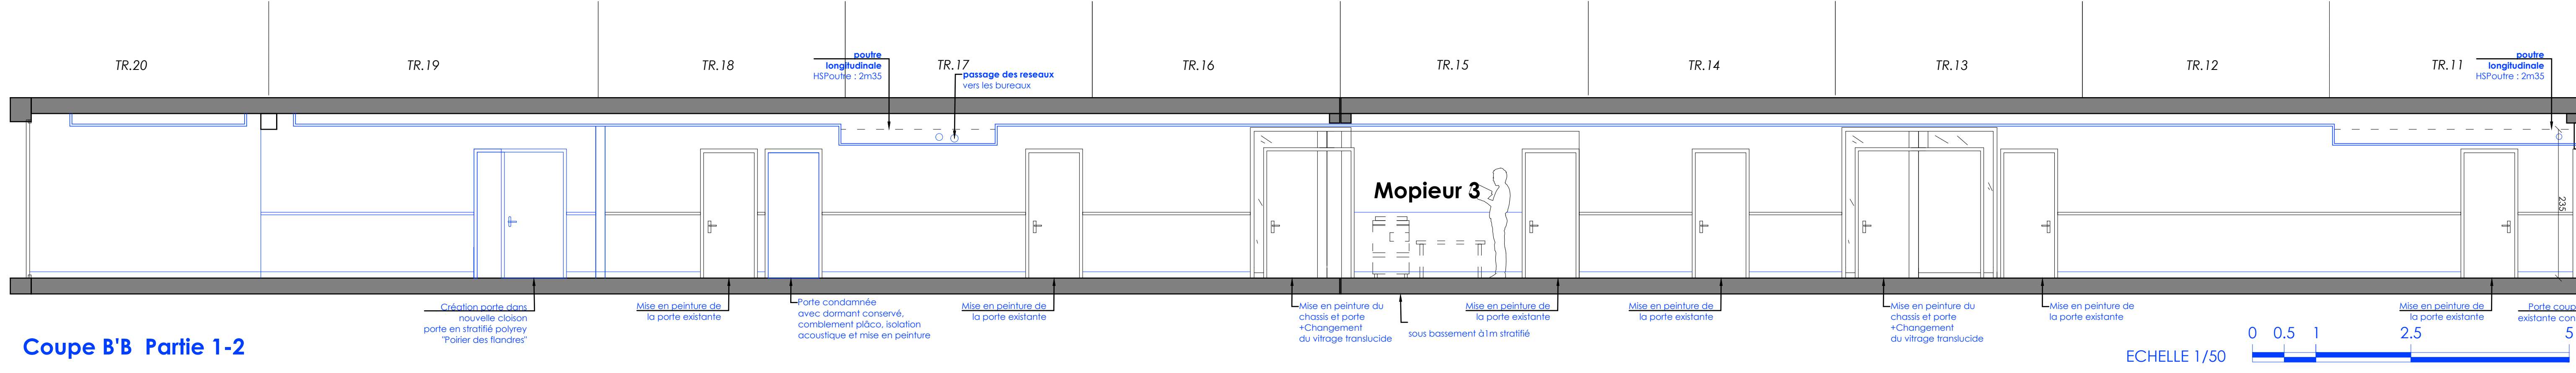 TR.20
TR.19
TR.18
TR.17
TR.16
TR.15
TR.14
TR.13
TR.12
TR.11
poutre
longitudinale
HSPoutre : 2m35
passage des reseaux
vers les bureaux
poutre
longitudinale
HSPoutre : 2m35
Mopieur 3
235
Création porte dans
nouvelle cloison
porte en stratifié polyrey
"Poirier des flandres"
Mise en peinture de
la porte existante
Porte condamnée
avec dormant conservé,
comblement plâco, isolation
acoustique et mise en peinture
Mise en peinture de
la porte existante
Mise en peinture du
chassis et porte
+Changement
du vitrage translucide
sous bassement à1m stratifié
Mise en peinture de
la porte existante
Mise en peinture de
la porte existante
Mise en peinture du
chassis et porte
+Changement
du vitrage translucide
Mise en peinture de
la porte existante
Mise en peinture de
la porte existante
Porte coup
existante con
Coupe B'B Partie 1-2
ECHELLE 1/50
0 0.5 1 2.5 5